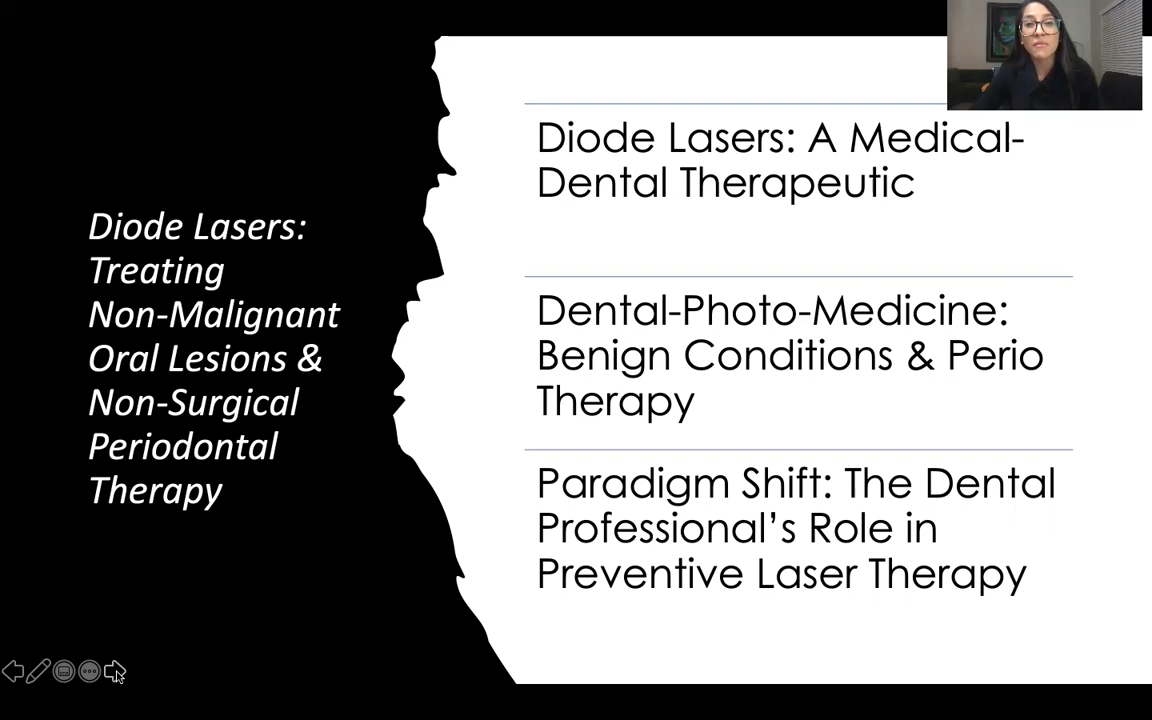 Diode Lasers:
Treating
Non-Malignant
Oral Lesions &
Non-Surgical
Periodontal
Therapy
Diode Lasers: A Medical-
Dental Therapeutic
Dental-Photo-Medicine:
Benign Conditions & Perio
Therapy
Paradigm Shift: The Dental
Professional’s Role in
Preventive Laser Therapy